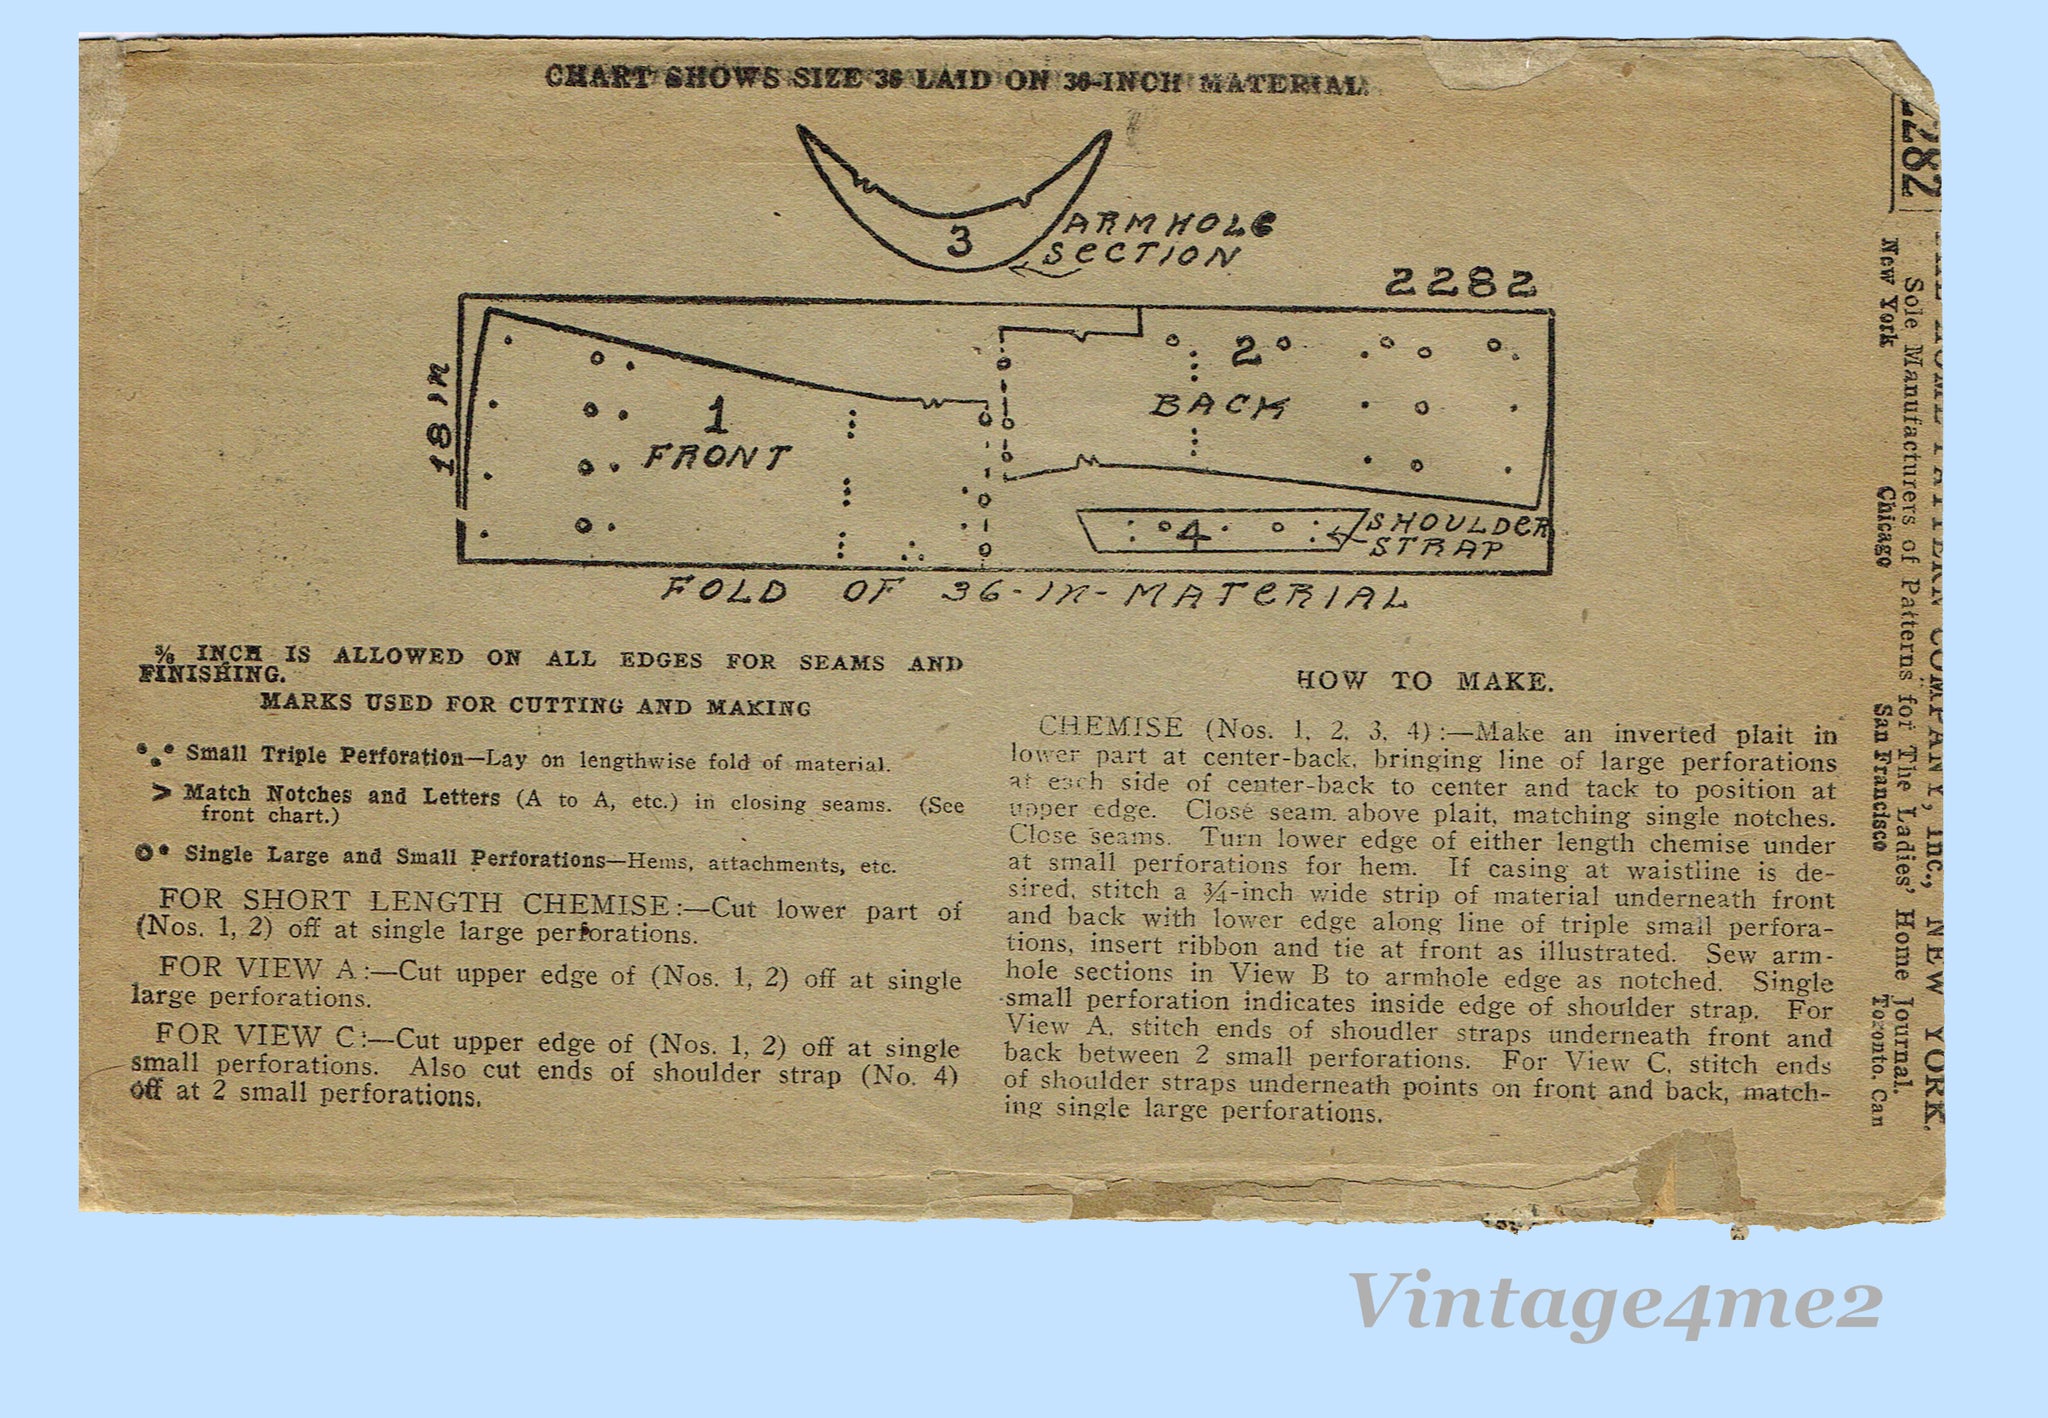 CHART SHOWS SIZE 36 LAID ON 36-INCH MATERIAL
3
ARMHOLE
SECTION
2282
18 in
1
FRONT
2
BACK
4
SHOULDER
STRAP
FOLD OF 36-in-MATERIAL
⅜ INCH IS ALLOWED ON ALL EDGES FOR SEAMS AND
FINISHING.
MARKS USED FOR CUTTING AND MAKING
Small Triple Perforation—Lay on lengthwise fold of material.
> Match Notches and Letters (A to A, etc.) in closing seams. (See
front chart.)
Single Large and Small Perforations—Hems, attachments, etc.
FOR SHORT LENGTH CHEMISE:—Cut lower part of
(Nos. 1, 2) off at single large perforations.
FOR VIEW A:—Cut upper edge of (Nos. 1, 2) off at single
large perforations.
FOR VIEW C:—Cut upper edge of (Nos. 1, 2) off at single
small perforations. Also cut ends of shoulder strap (No. 4)
off at 2 small perforations.
HOW TO MAKE.
CHEMISE (Nos. 1, 2, 3, 4):—Make an inverted plait in
lower part at center-back, bringing line of large perforations
at each side of center-back to center and tack to position at
upper edge. Close seam above plait, matching single notches.
Close seams. Turn lower edge of either length chemise under
at small perforations for hem. If casing at waistline is de-
sired, stitch a ¾-inch wide strip of material underneath front
and back with lower edge along line of triple small perfora-
tions, insert ribbon and tie at front as illustrated. Sew arm-
hole sections in View B to armhole edge as notched. Single
small perforation indicates inside edge of shoulder strap. For
View A, stitch ends of shoudler straps underneath front and
back between 2 small perforations. For View C, stitch ends
of shoulder straps underneath points on front and back, match-
ing single large perforations.
2282
THE HOME PATTERN COMPANY, Inc., NEW YORK.
Sole Manufacturers of Patterns for The Ladies' Home Journal.
New York Chicago San Francisco Toronto, Can
Vintage4me2